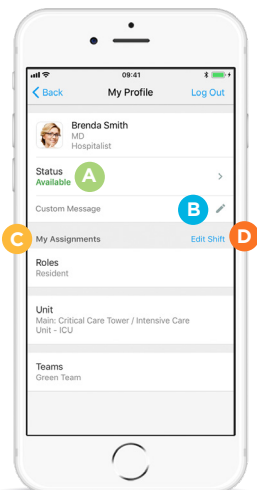 09:41
Back
My Profile
Log Out
Brenda Smith
MD
Hospitalist
Status
Available
A
Custom Message
B
C
My Assignments
Edit Shift
D
Roles
Resident
Unit
Main: Critical Care Tower / Intensive Care
Unit - ICU
Teams
Green Team